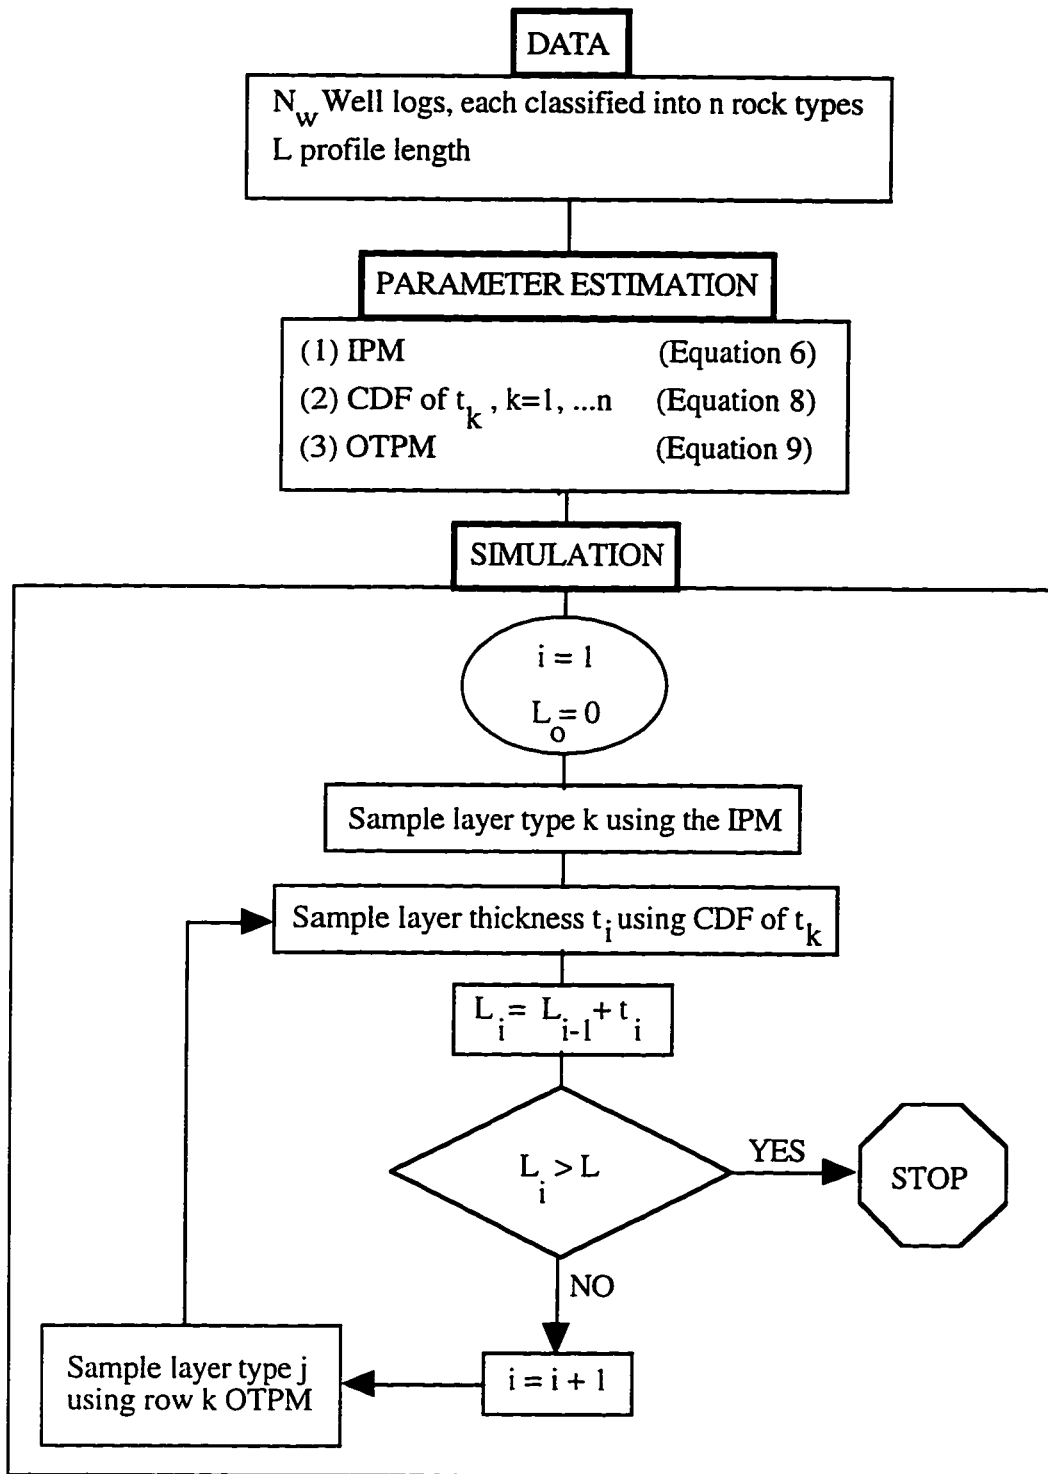 DATA
N_w Well logs, each classified into n rock types
L profile length
PARAMETER ESTIMATION
(1) IPM (Equation 6)
(2) CDF of t_k , k=1, ...n (Equation 8)
(3) OTPM (Equation 9)
SIMULATION
i = 1
L_o = 0
Sample layer type k using the IPM
Sample layer thickness t_i using CDF of t_k
L_i = L_i-1 + t_i
L_i > L
YES
STOP
NO
i = i + 1
Sample layer type j
using row k OTPM